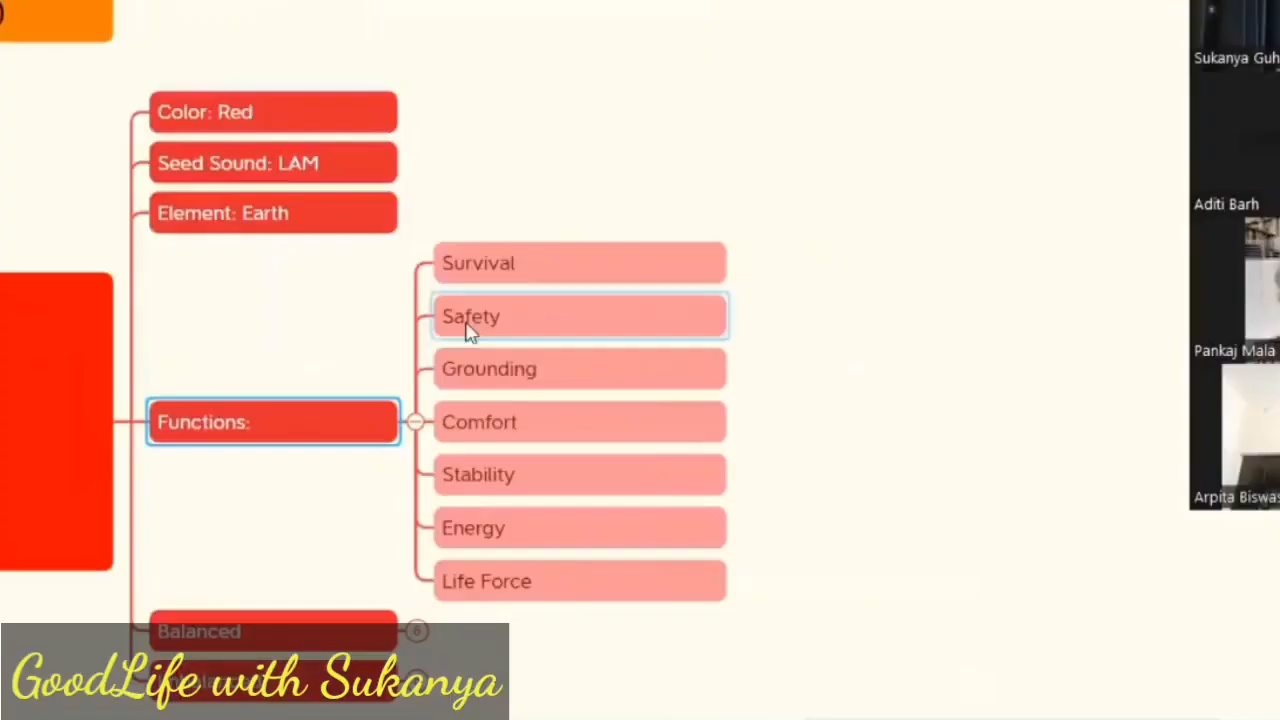 Color: Red
Seed Sound: LAM
Element: Earth
Functions:
Survival
Safety
Grounding
Comfort
Stability
Energy
Life Force
Balanced
6
GoodLife with Sukanya
Sukanya Guh
Aditi Barh
Pankaj Mala
Arpita Biswas